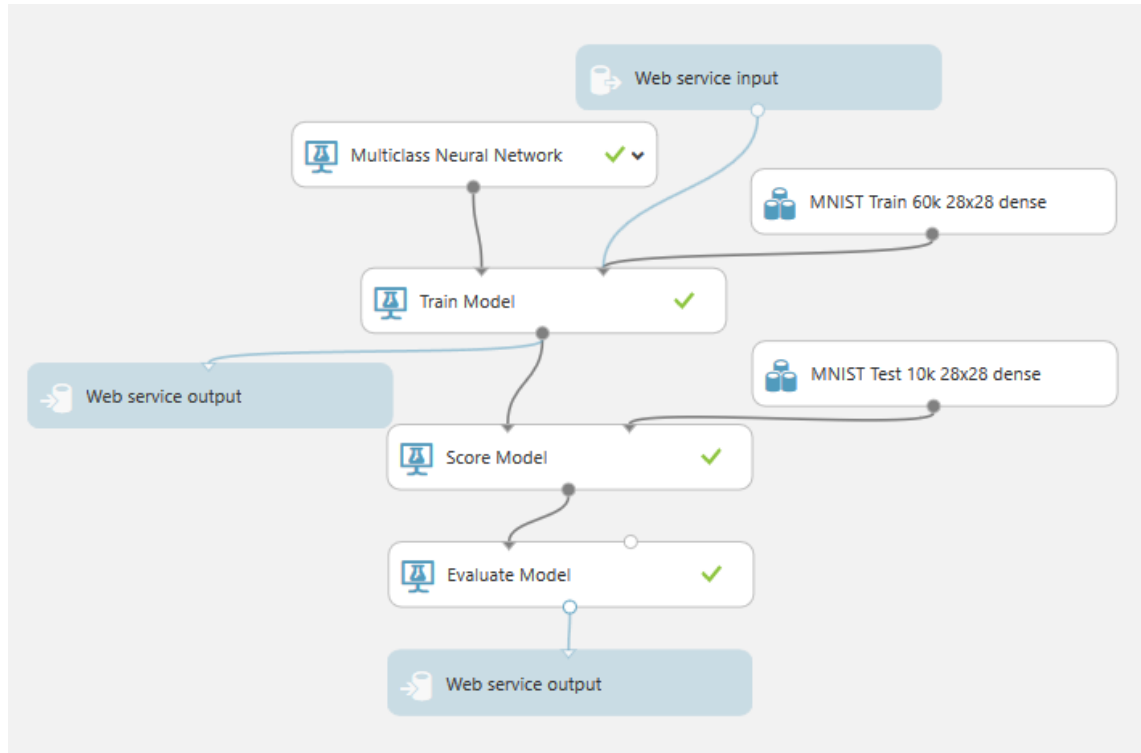 Web service input
Multiclass Neural Network
MNIST Train 60k 28x28 dense
Train Model
MNIST Test 10k 28x28 dense
Web service output
Score Model
Evaluate Model
Web service output